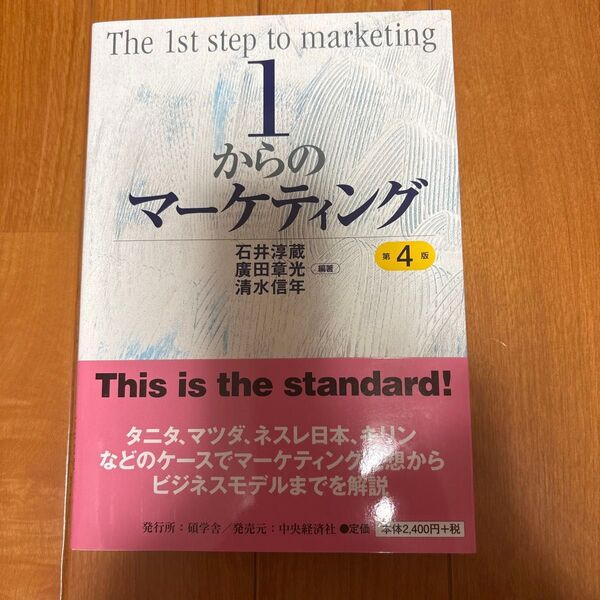 The 1st step to marketing
1
からの
マーケティング
石井淳蔵
廣田章光
清水信年
編著
第4版
This is the standard!
タニタ、マツダ、ネスレ日本、キリン
などのケースでマーケティング発想から
ビジネスモデルまでを解説
発行所：碩学舎／発売元：中央経済社 ●定価 本体2,400円+税